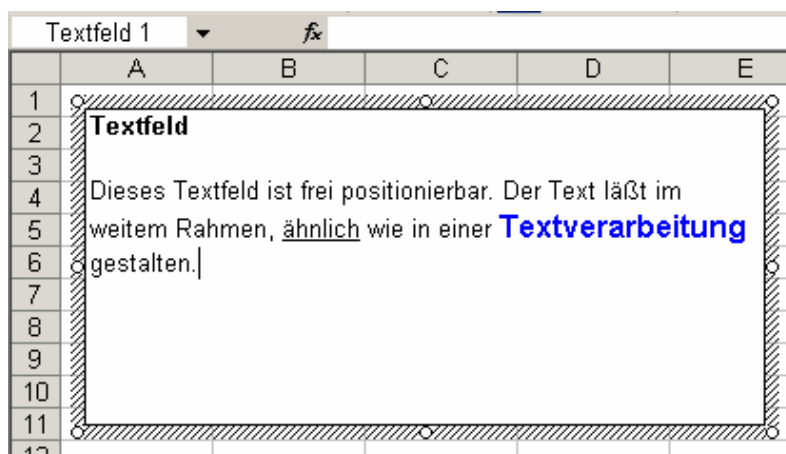 Textfeld 1 fx
A B C D E
1
2 Textfeld
3
4 Dieses Textfeld ist frei positionierbar. Der Text läßt im
5 weitem Rahmen, ähnlich wie in einer Textverarbeitung
6 gestalten.
7
8
9
10
11
12